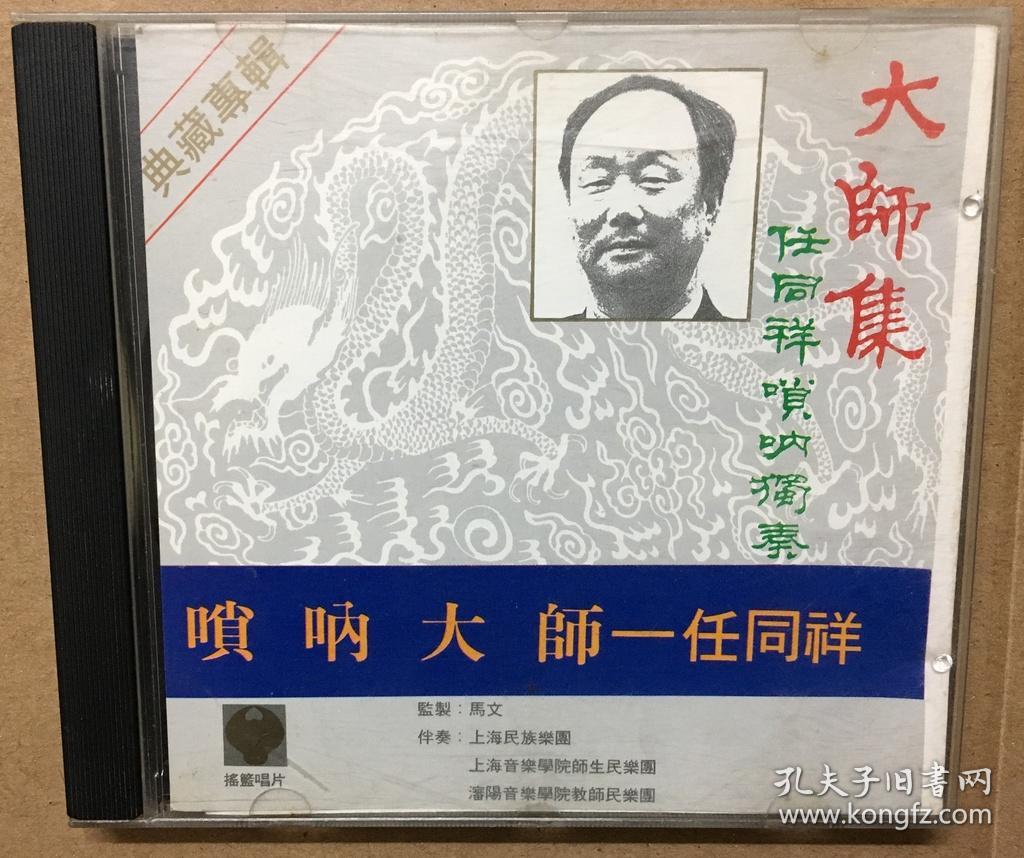 典藏專輯
大師集
任同祥嗩吶獨奏
嗩吶大師—任同祥
監製：馬文
伴奏：上海民族樂團
上海音樂學院師生民樂團
瀋陽音樂學院教師民樂團
搖籃唱片
孔夫子旧书网
www.kongfz.com